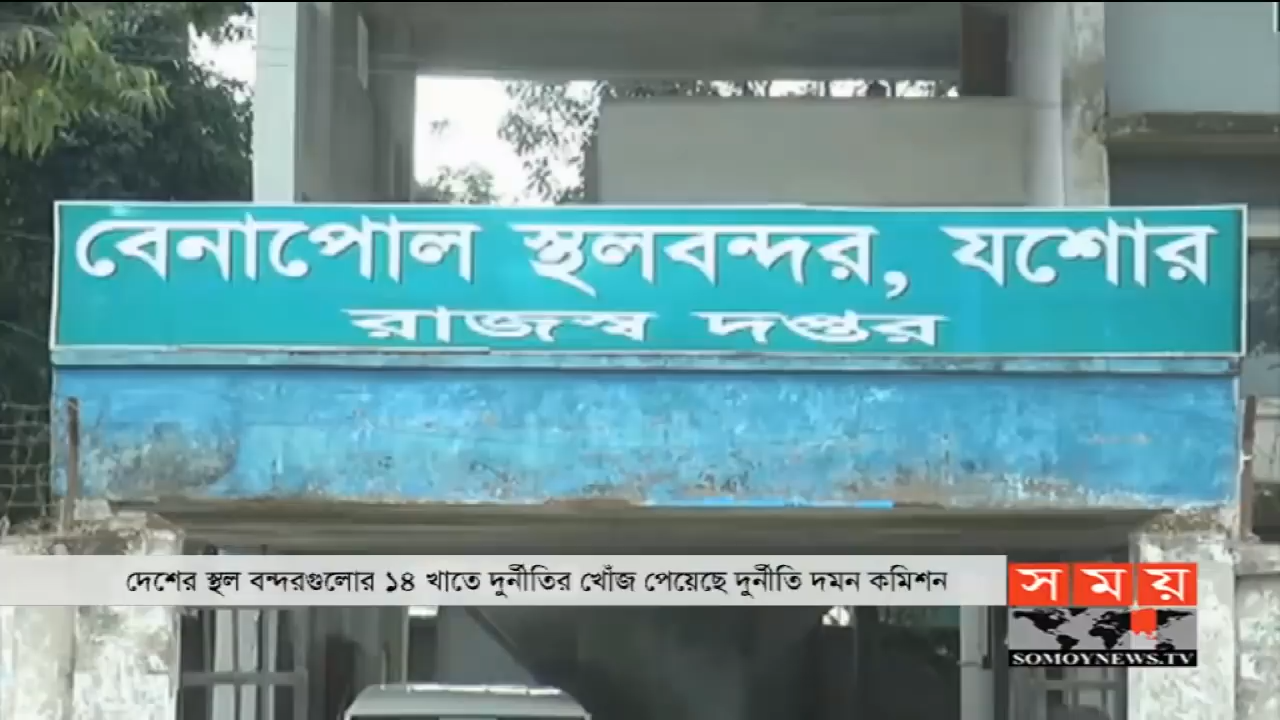 বেনাপোল স্থলবন্দর, যশোর
রাজস্ব দপ্তর
দেশের স্থল বন্দরগুলোর ১৪ খাতে দুর্নীতির খোঁজ পেয়েছে দুর্নীতি দমন কমিশন
সময়
SOMOYNEWS.TV